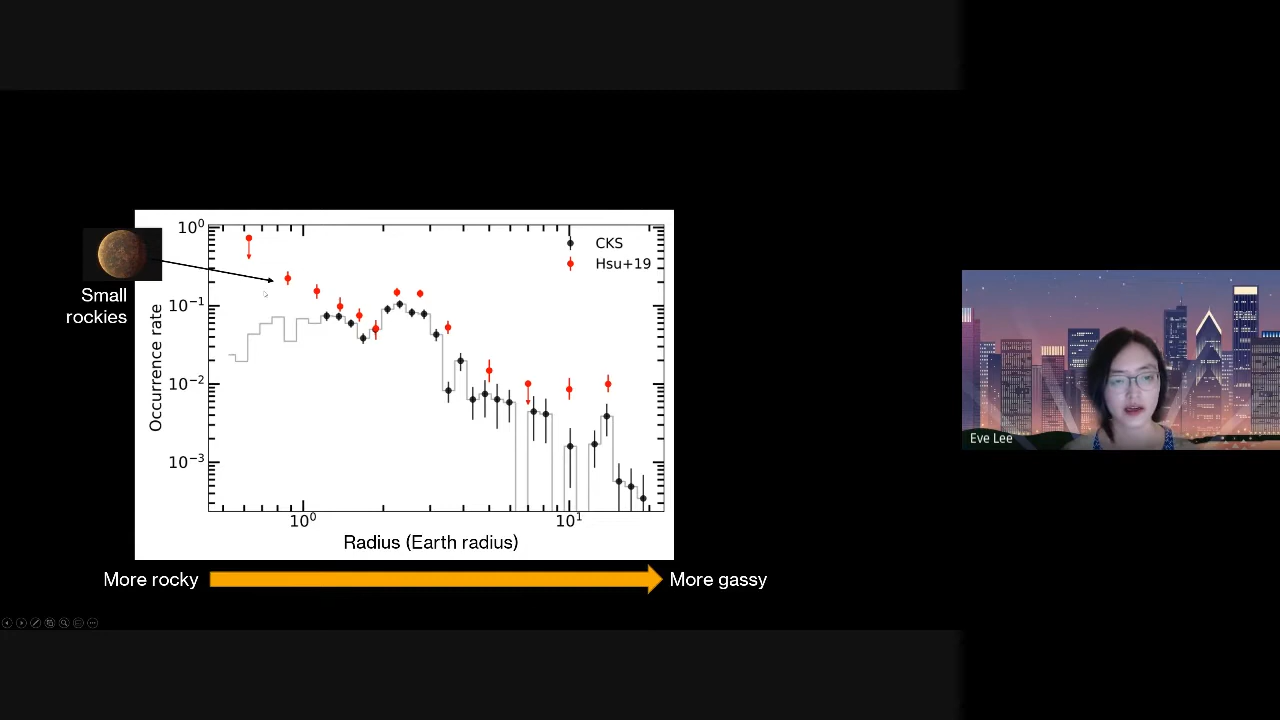 Small
rockies
Occurrence rate
10⁰
10⁻¹
10⁻²
10⁻³
CKS
Hsu+19
10⁰
10¹
Radius (Earth radius)
More rocky
More gassy
Eve Lee